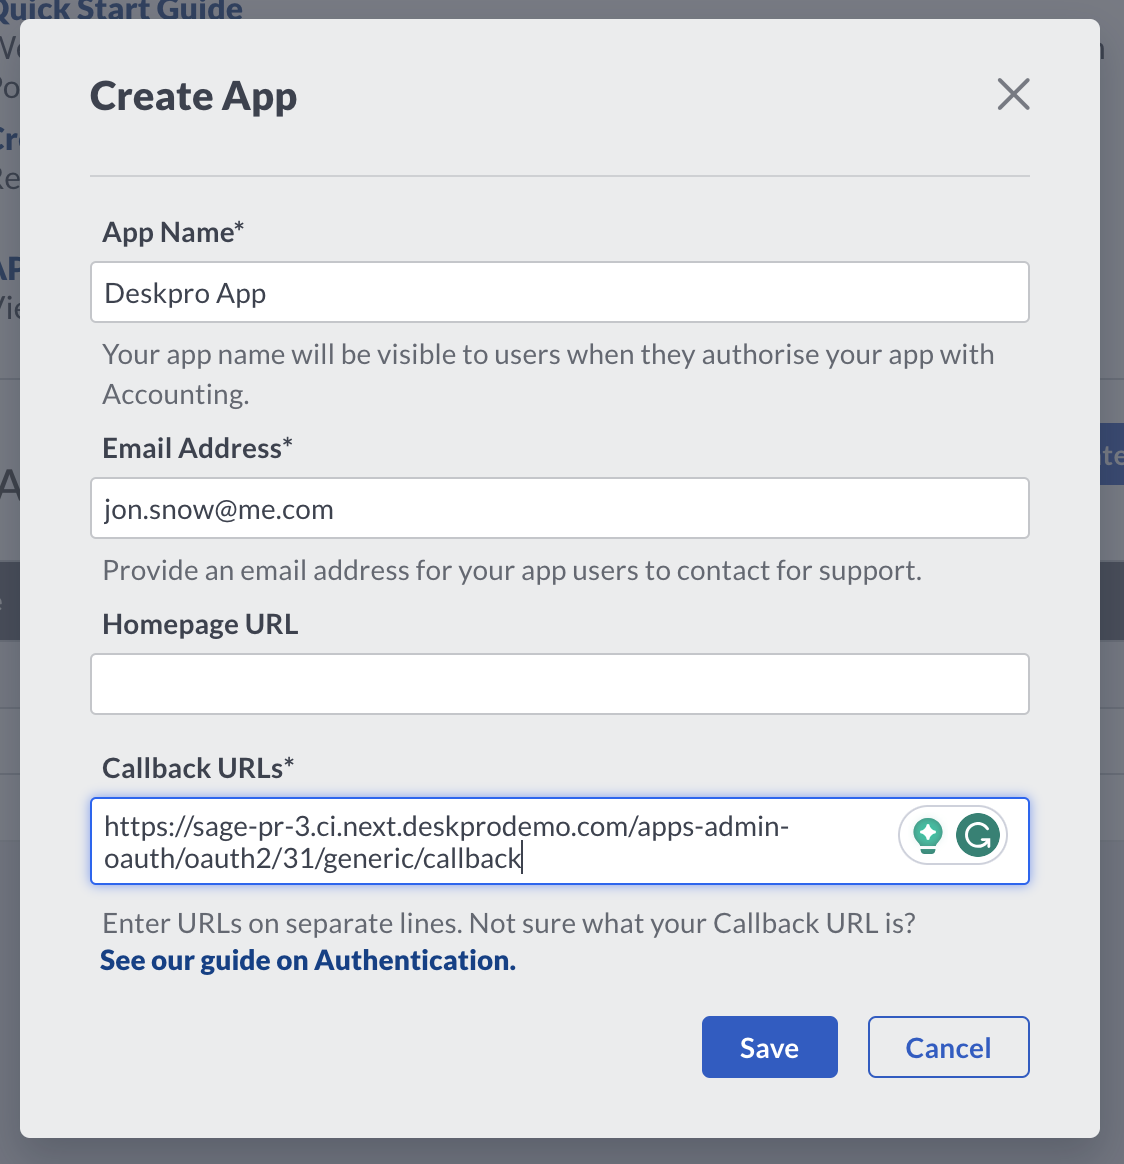 Quick Start Guide
Create App
App Name*
Deskpro App
Your app name will be visible to users when they authorise your app with
Accounting.
Email Address*
jon.snow@me.com
Provide an email address for your app users to contact for support.
Homepage URL
Callback URLs*
https://sage-pr-3.ci.next.deskprodemo.com/apps-admin-
oauth/oauth2/31/generic/callback
Enter URLs on separate lines. Not sure what your Callback URL is?
See our guide on Authentication.
Save
Cancel